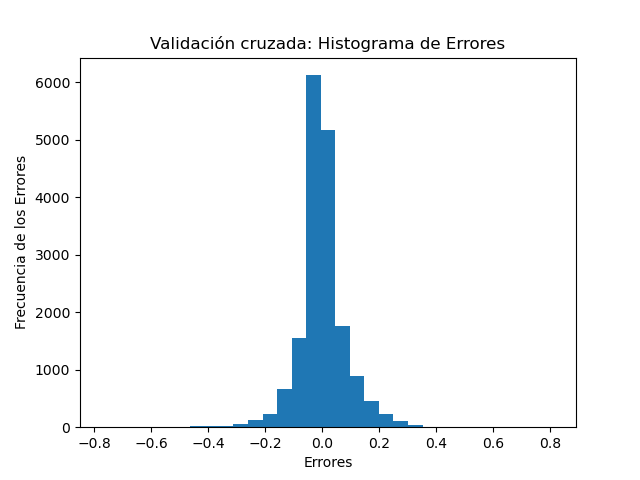 Validación cruzada: Histograma de Errores
Frecuencia de los Errores
6000
5000
4000
3000
2000
1000
0
−0.8 −0.6 −0.4 −0.2 0.0 0.2 0.4 0.6 0.8
Errores